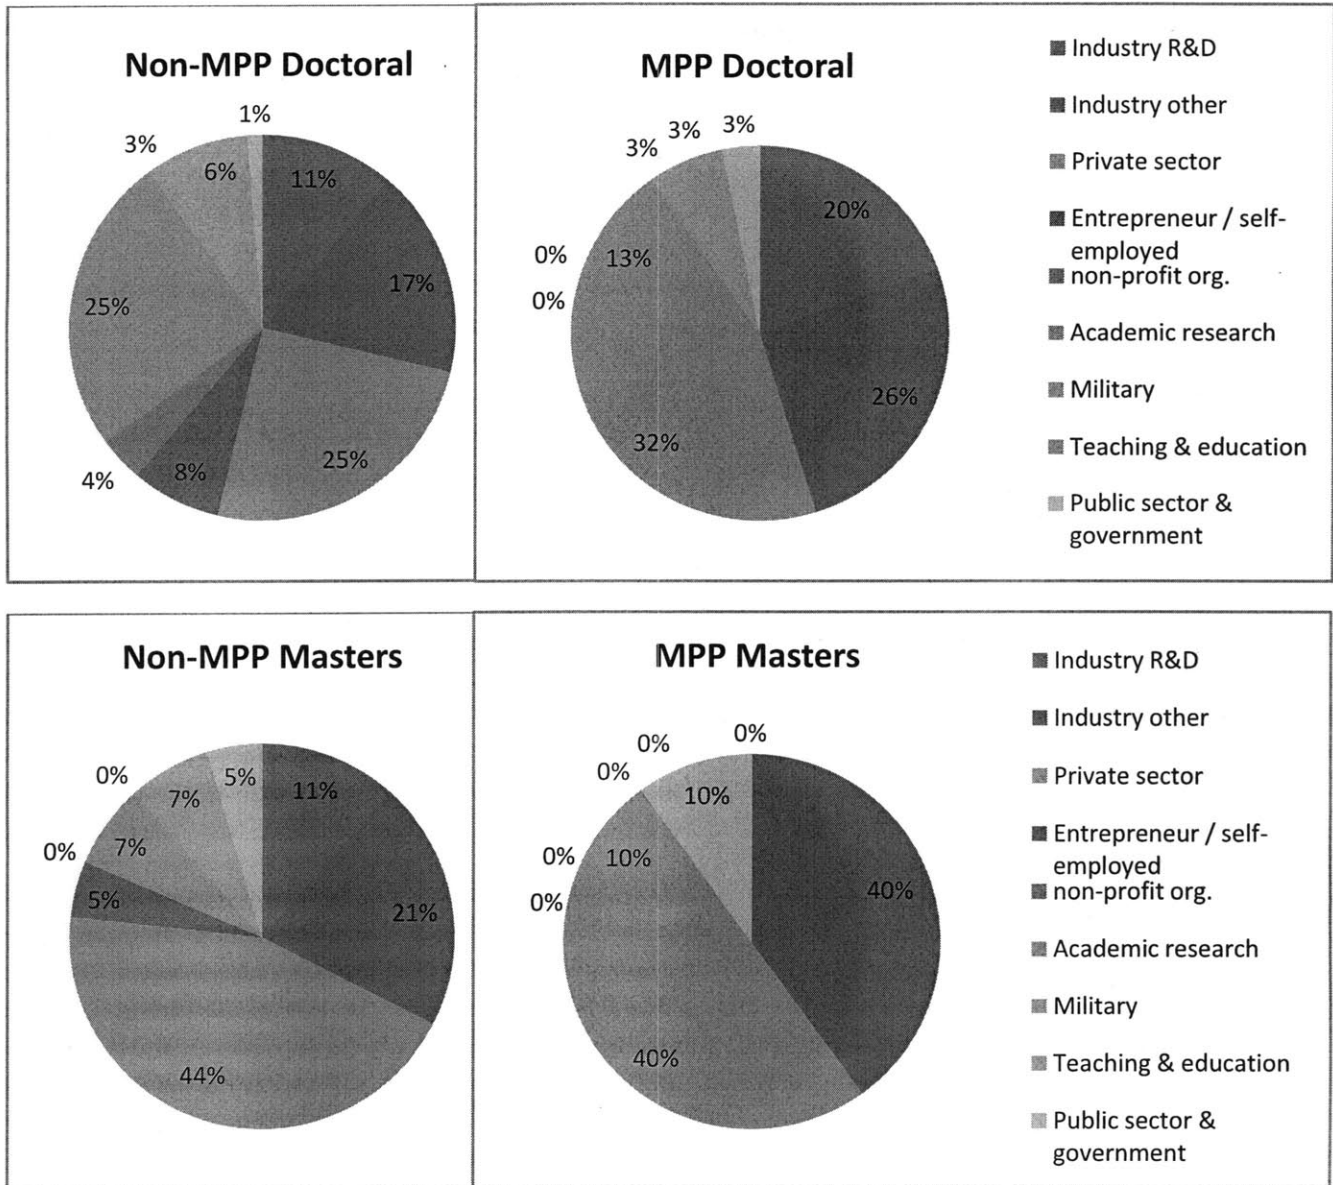 Non-MPP Doctoral
1%
3%
6%
11%
17%
25%
25%
8%
4%
MPP Doctoral
3%
3%
3%
20%
0%
13%
0%
26%
32%
Industry R&D
Industry other
Private sector
Entrepreneur / self-
employed
non-profit org.
Academic research
Military
Teaching & education
Public sector &
government
Non-MPP Masters
0%
7%
5%
11%
0%
7%
5%
21%
44%
MPP Masters
0%
0%
0%
10%
0%
10%
0%
40%
40%
Industry R&D
Industry other
Private sector
Entrepreneur / self-
employed
non-profit org.
Academic research
Military
Teaching & education
Public sector &
government